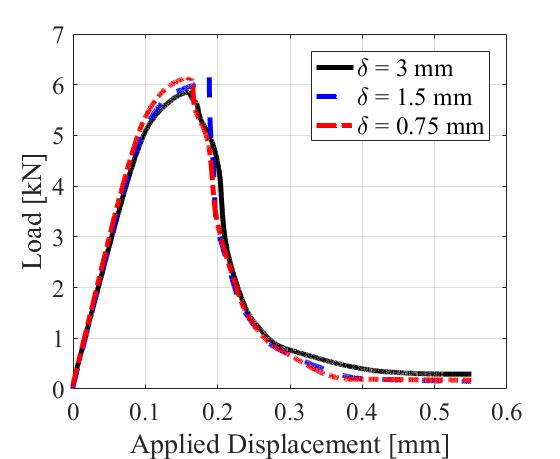 7
6
5
4
3
2
1
0
Load [kN]
δ = 3 mm
δ = 1.5 mm
δ = 0.75 mm
0 0.1 0.2 0.3 0.4 0.5 0.6
Applied Displacement [mm]